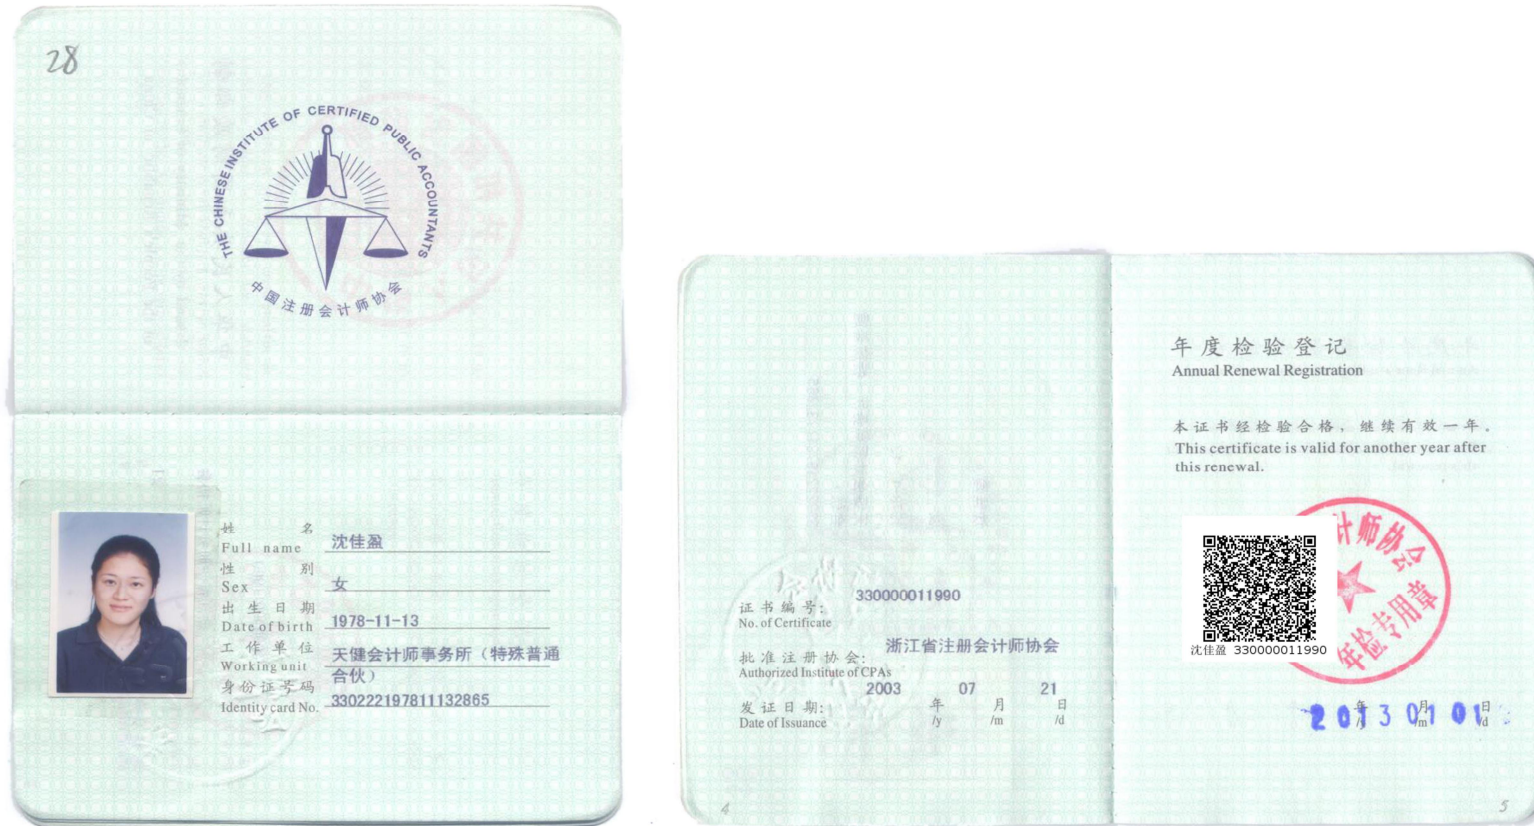 28
THE CHINESE INSTITUTE OF CERTIFIED PUBLIC ACCOUNTANTS
中国注册会计师协会
姓名 沈佳盈
Full name
性别 女
Sex
出生日期 1978-11-13
Date of birth
工作单位 天健会计师事务所（特殊普通
Working unit 合伙）
身份证号码 330222197811132865
Identity card No.
证书编号: 330000011990
No. of Certificate
批准注册协会: 浙江省注册会计师协会
Authorized Institute of CPAs
发证日期: 2003 年 07 月 21 日
Date of Issuance /y /m /d
4
年度检验登记
Annual Renewal Registration
本证书经检验合格，继续有效一年。
This certificate is valid for another year after
this renewal.
计师协会
年检专用章
沈佳盈 330000011990
2013 年 01 月 01 日
/y /m /d
5